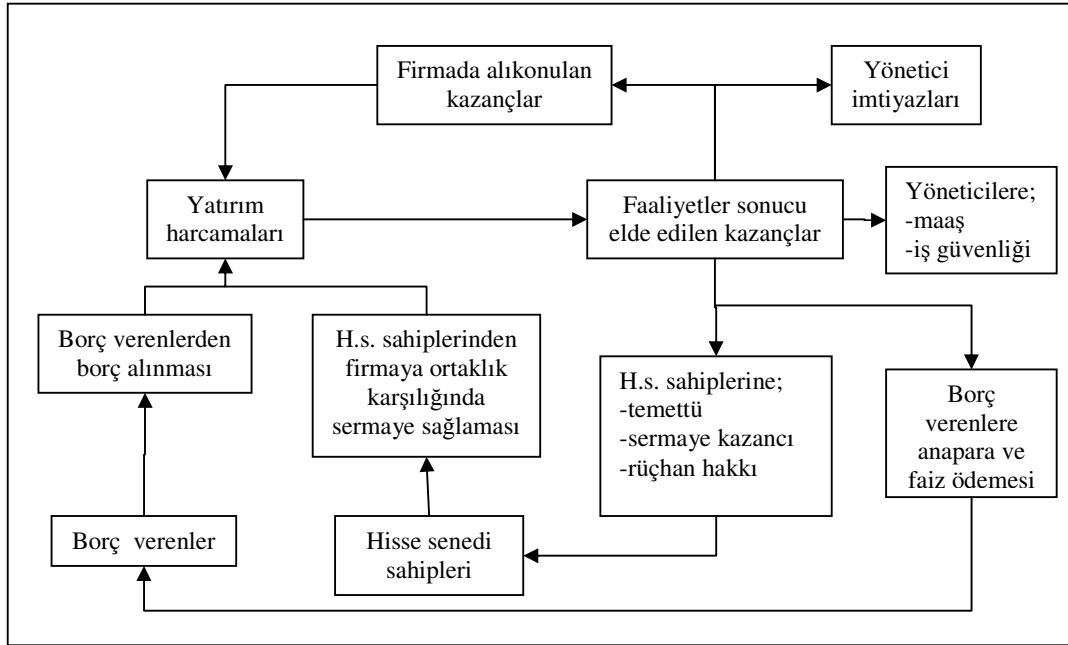 Firmada alıkonulan
kazançlar
Yönetici
imtiyazları
Yatırım
harcamaları
Faaliyetler sonucu
elde edilen kazançlar
Yöneticilere;
-maaş
-iş güvenliği
Borç verenlerden
borç alınması
H.s. sahiplerinden
firmaya ortaklık
karşılığında
sermaye sağlaması
H.s. sahiplerine;
-temettü
-sermaye kazancı
-rüçhan hakkı
Borç
verenlere
anapara ve
faiz ödemesi
Borç verenler
Hisse senedi
sahipleri